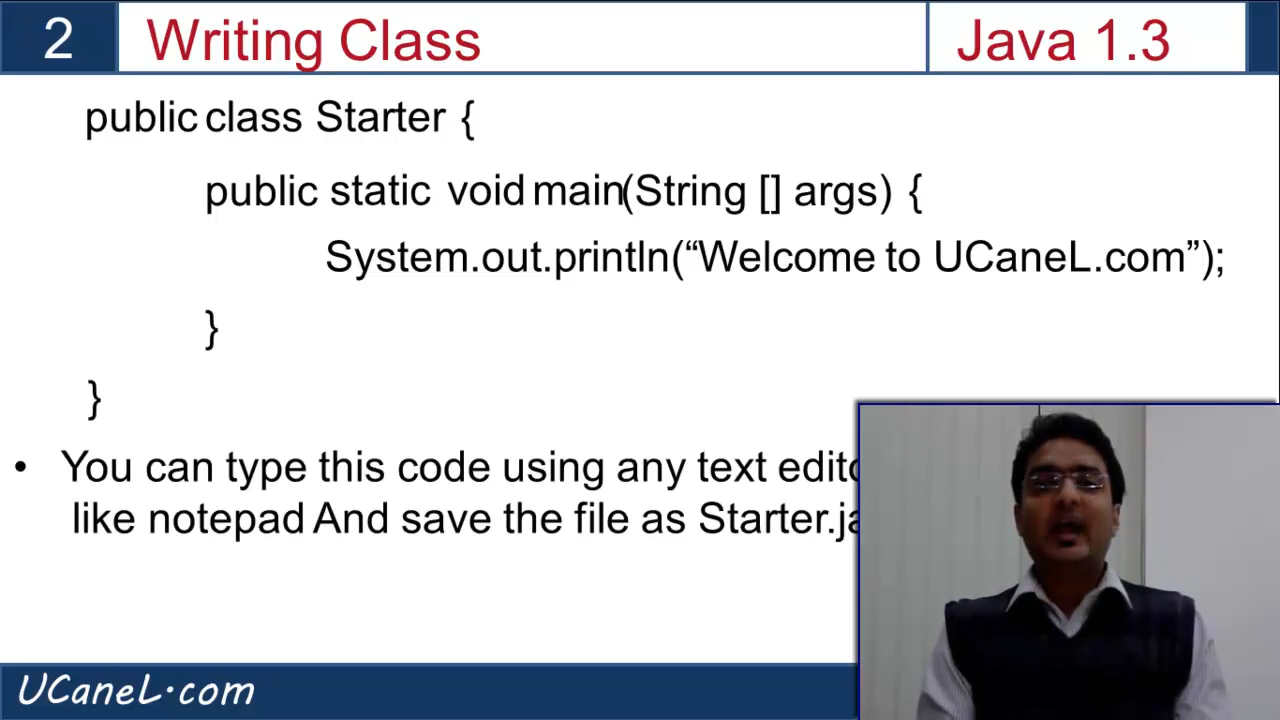 2 Writing Class Java 1.3
public class Starter {
public static void main(String [] args) {
System.out.println(“Welcome to UCaneL.com”);
}
}
• You can type this code using any text edito
like notepad And save the file as Starter.ja
UCaneL.com